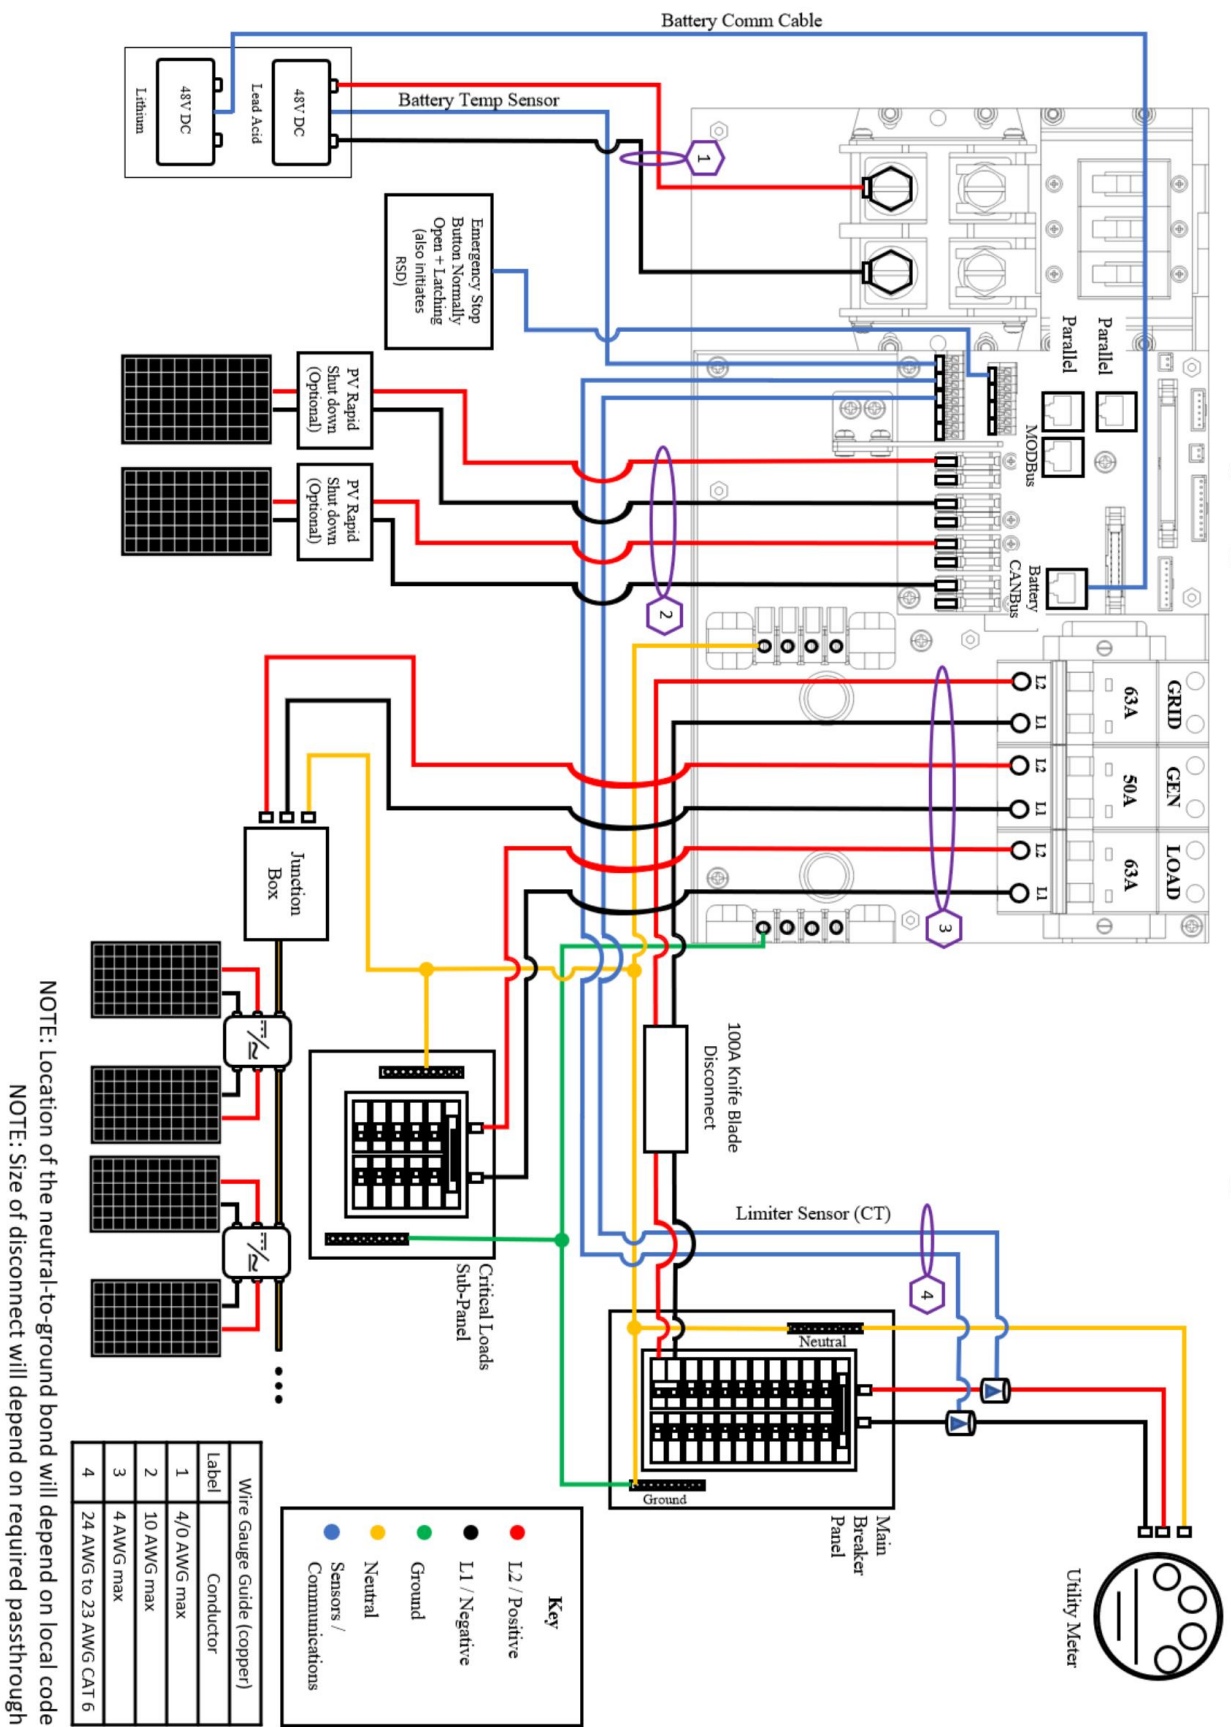 Battery Comm Cable
Battery Temp Sensor
48V DC
Lithium
48V DC
Lead Acid
1
Emergency Stop
Button Normally
Open + Latching
(also initiates
RSD)
Parallel
Parallel
MODBus
Battery
CANBus
PV Rapid
Shut down
(Optional)
PV Rapid
Shut down
(Optional)
2
GRID
63A
L2
L1
GEN
50A
L2
L1
LOAD
63A
L2
L1
3
Junction
Box
100A Knife Blade
Disconnect
Critical Loads
Sub-Panel
Limiter Sensor (CT)
4
Neutral
Ground
Main
Breaker
Panel
Utility Meter
Key
L2 / Positive
L1 / Negative
Ground
Neutral
Sensors /
Communications
Wire Gauge Guide (copper)
Label Conductor
1 4/0 AWG max
2 10 AWG max
3 4 AWG max
4 24 AWG to 23 AWG CAT 6
NOTE: Location of the neutral-to-ground bond will depend on local code
NOTE: Size of disconnect will depend on required passthrough